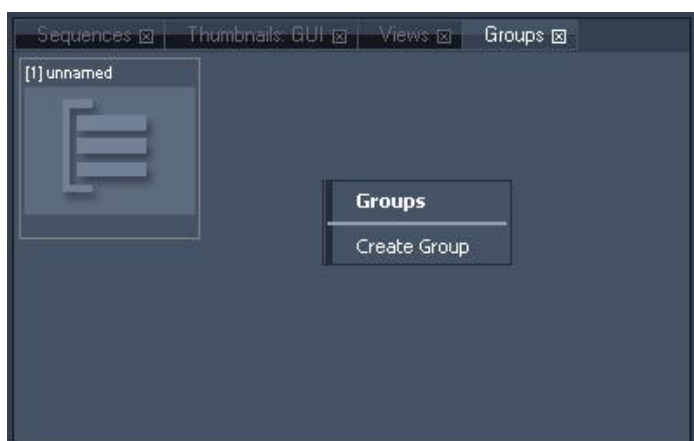 Sequences
Thumbnails: GUI
Views
Groups
[1] unnamed
Groups
Create Group